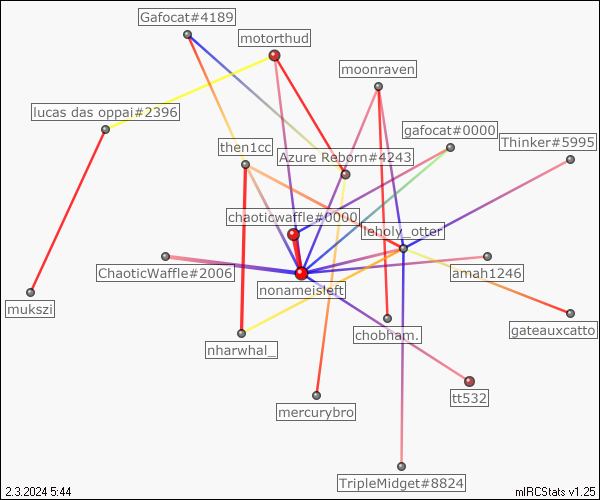 Gafocat#4189
motorthud
moonraven
lucas das oppai#2396
gafocat#0000
Thinker#5995
then1cc
Azure Reborn#4243
chaoticwaffle#0000
leholy_otter
ChaoticWaffle#2006
amah1246
nonameisleft
mukszi
gateauxcatto
chobham.
nharwhal_
tt532
mercurybro
TripleMidget#8824
2.3.2024 5:44
mIRCStats v1.25